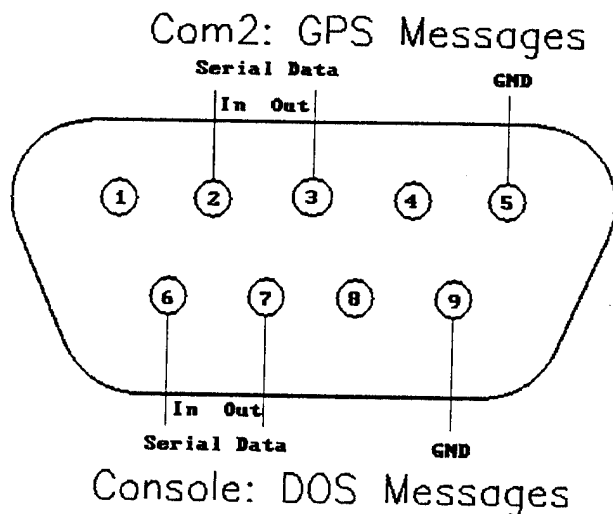 Com2: GPS Messages
Serial Data
GND
In Out
1 2 3 4 5
6 7 8 9
In Out
Serial Data
GND
Console: DOS Messages